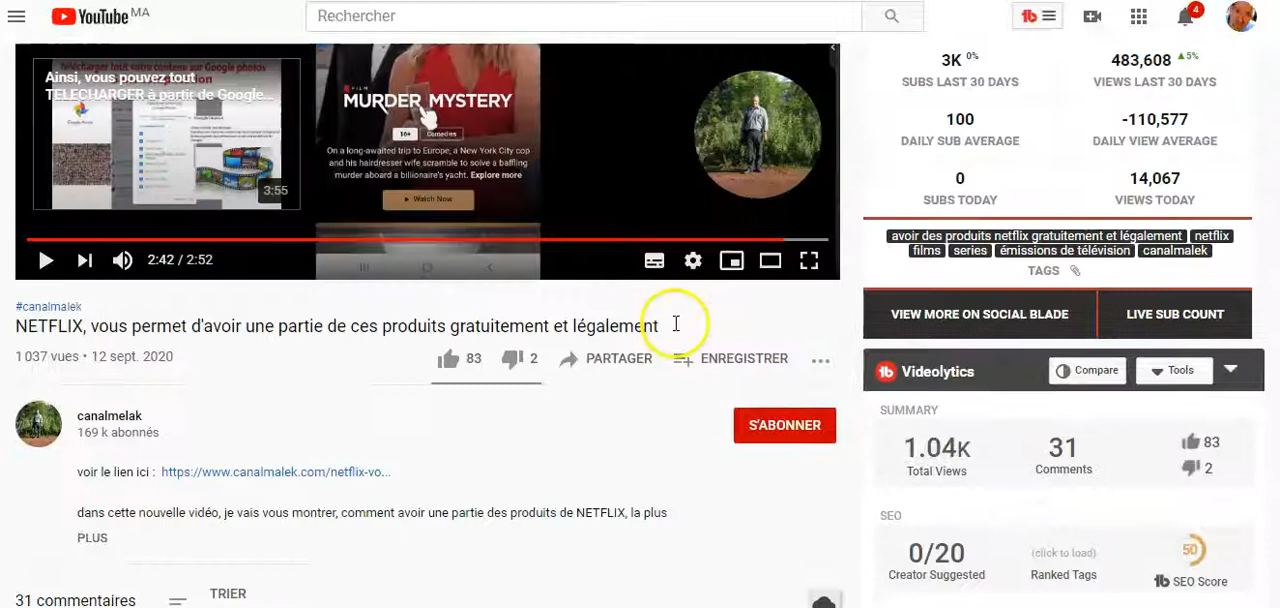 YouTube MA
Rechercher
4
Ainsi, vous pouvez tout
TELECHARGER à partir de Google...
3:55
FILM
MURDER MYSTERY
16+ Comedies
On a long-awaited trip to Europe, a New York City cop
and his hairdresser wife scramble to solve a baffling
murder aboard a billionaire's yacht. Explore more
Watch Now
2:42 / 2:52
#canalmalek
NETFLIX, vous permet d'avoir une partie de ces produits gratuitement et légalement
1 037 vues • 12 sept. 2020
83
2
PARTAGER
ENREGISTRER
canalmelak
169 k abonnés
S'ABONNER
voir le lien ici : https://www.canalmalek.com/netflix-vo...
dans cette nouvelle vidéo, je vais vous montrer, comment avoir une partie des produits de NETFLIX, la plus
PLUS
31 commentaires
TRIER
3K 0%
SUBS LAST 30 DAYS
483,608 5%
VIEWS LAST 30 DAYS
100
DAILY SUB AVERAGE
-110,577
DAILY VIEW AVERAGE
0
SUBS TODAY
14,067
VIEWS TODAY
avoir des produits netflix gratuitement et légalement netflix
films series émissions de télévision canalmalek
TAGS
VIEW MORE ON SOCIAL BLADE
LIVE SUB COUNT
tb Videolytics
Compare
Tools
SUMMARY
1.04K
Total Views
31
Comments
83
2
SEO
0/20
Creator Suggested
(click to load)
Ranked Tags
50
tb SEO Score